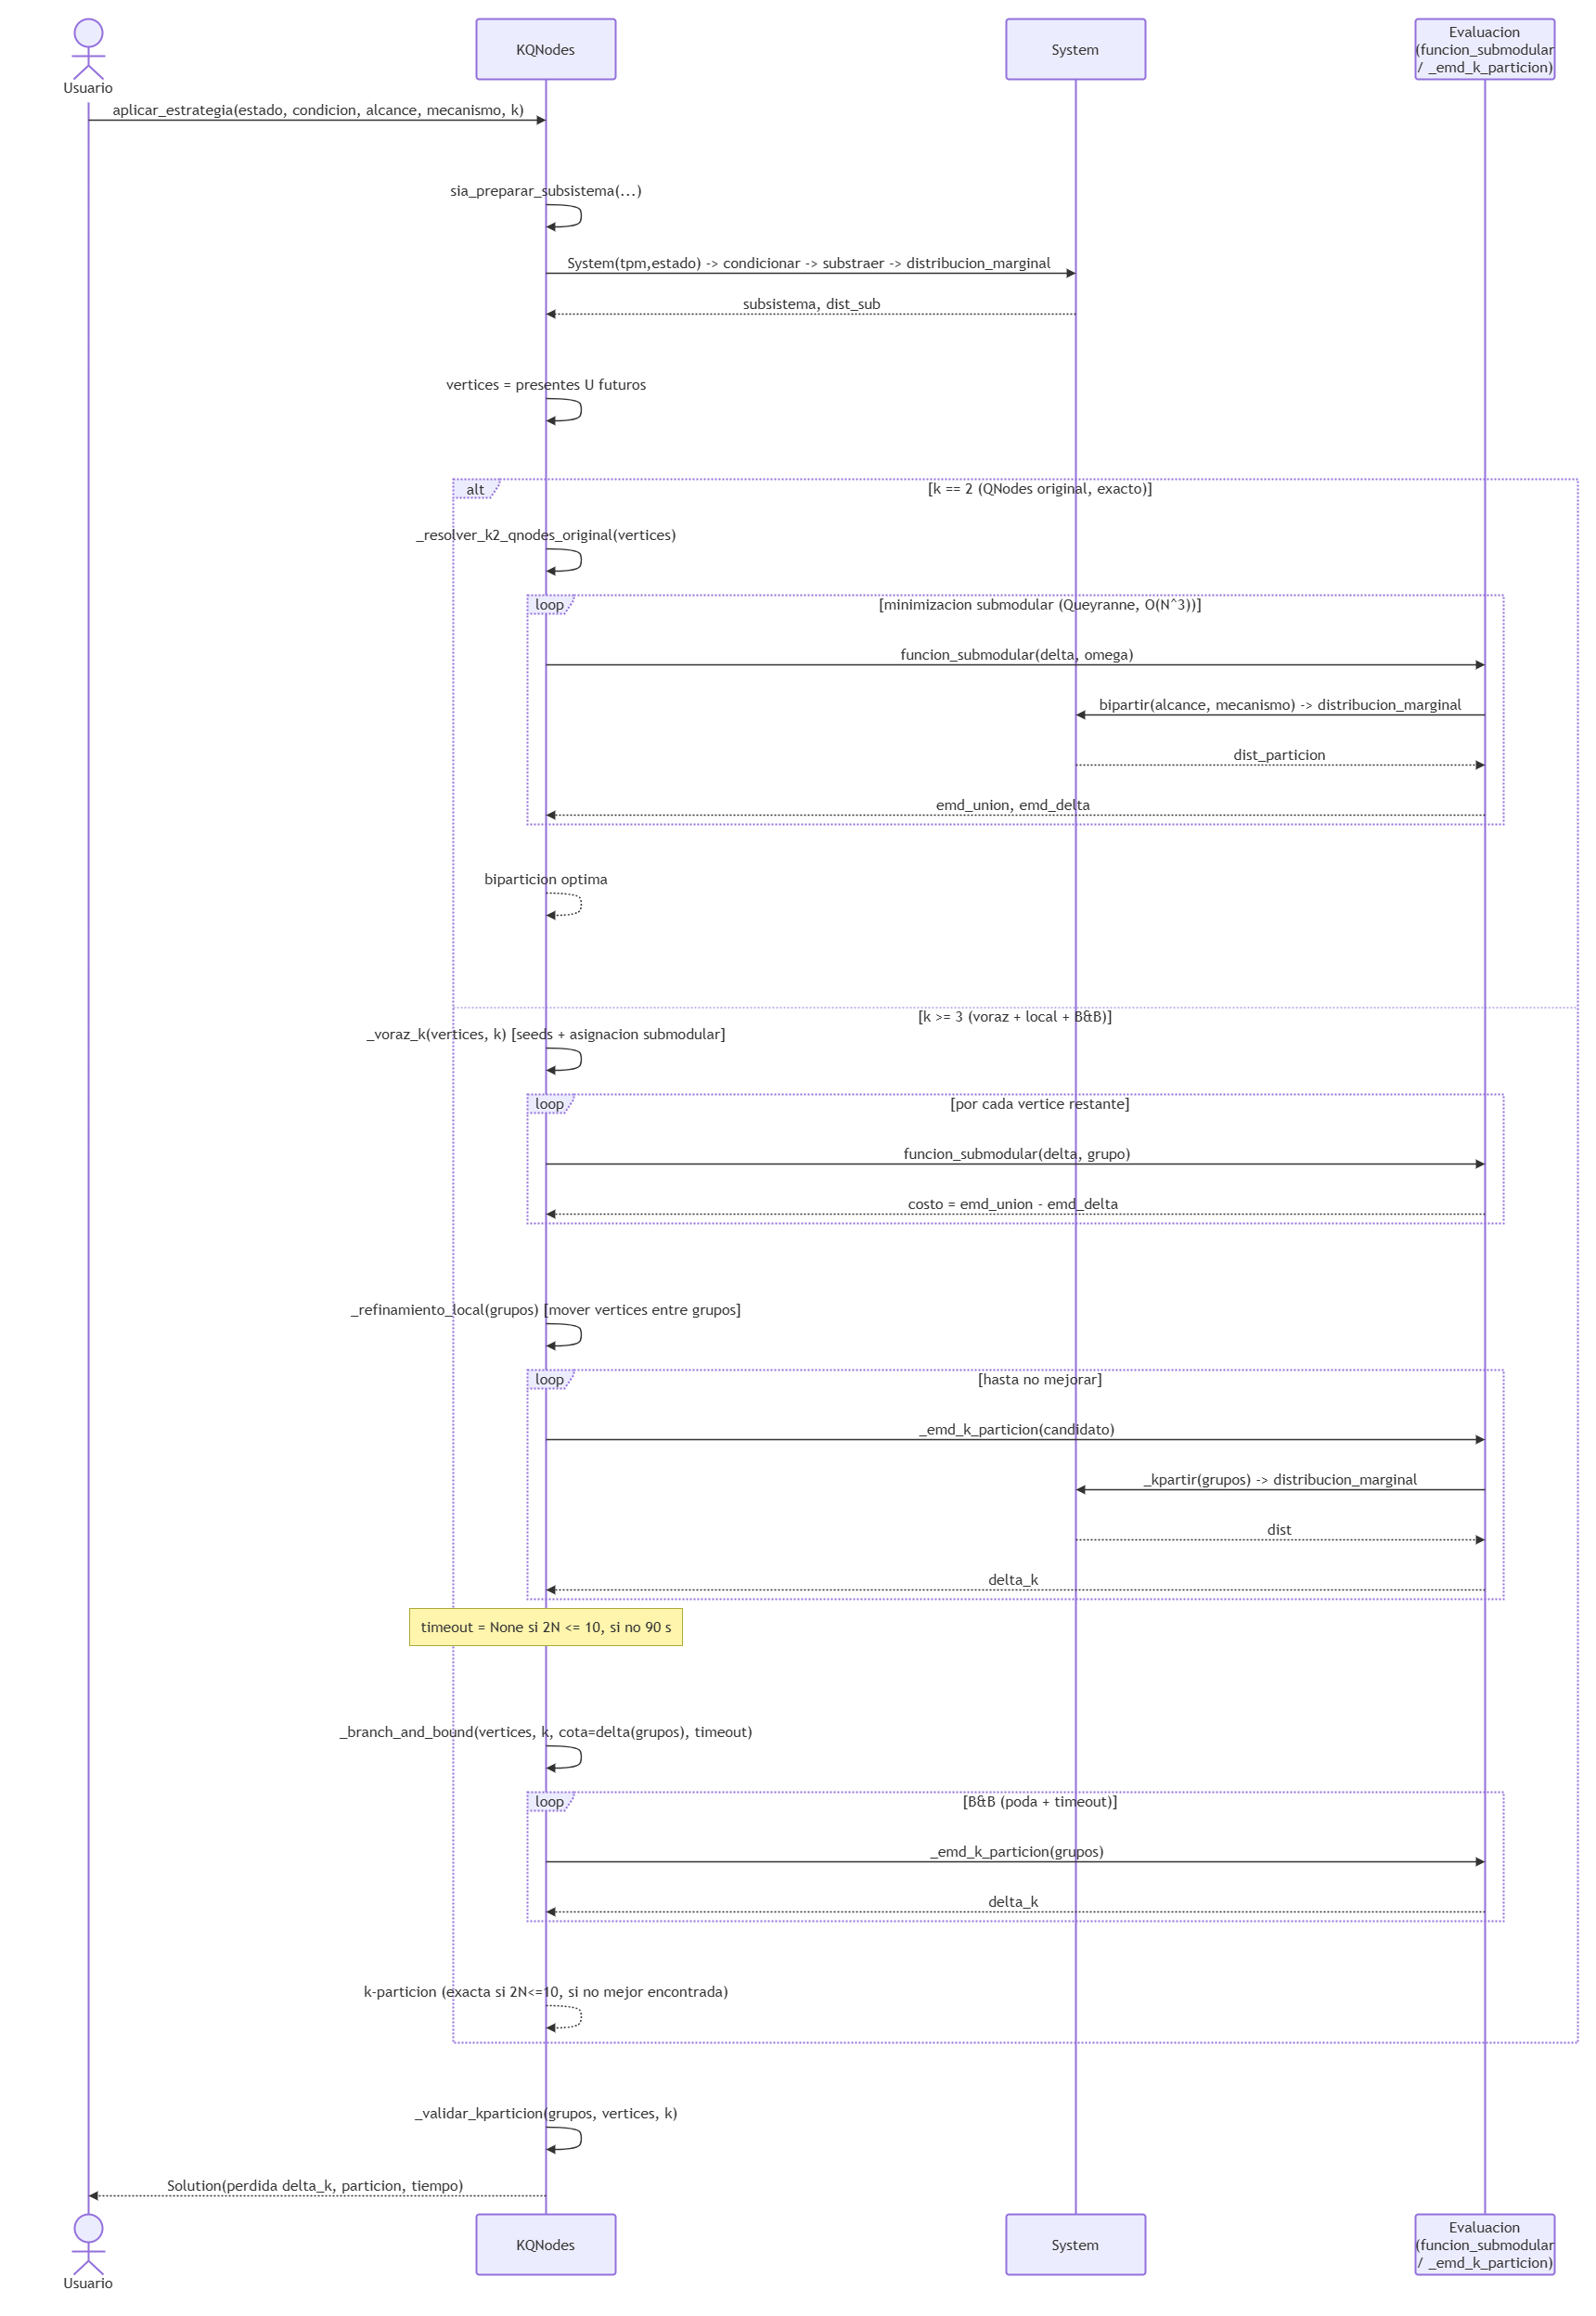 Usuario
KQNodes
System
Evaluacion
(funcion_submodular
/ _emd_k_particion)
aplicar_estrategia(estado, condicion, alcance, mecanismo, k)
sia_preparar_subsistema(...)
System(tpm,estado) -> condicionar -> substraer -> distribucion_marginal
subsistema, dist_sub
vertices = presentes U futuros
alt
[k == 2 (QNodes original, exacto)]
_resolver_k2_qnodes_original(vertices)
loop
[minimizacion submodular (Queyranne, O(N^3))]
funcion_submodular(delta, omega)
bipartir(alcance, mecanismo) -> distribucion_marginal
dist_particion
emd_union, emd_delta
biparticion optima
[k >= 3 (voraz + local + B&B)]
_voraz_k(vertices, k) [seeds + asignacion submodular]
loop
[por cada vertice restante]
funcion_submodular(delta, grupo)
costo = emd_union - emd_delta
_refinamiento_local(grupos) [mover vertices entre grupos]
loop
[hasta no mejorar]
_emd_k_particion(candidato)
_kpartir(grupos) -> distribucion_marginal
dist
delta_k
timeout = None si 2N <= 10, si no 90 s
_branch_and_bound(vertices, k, cota=delta(grupos), timeout)
loop
[B&B (poda + timeout)]
_emd_k_particion(grupos)
delta_k
k-particion (exacta si 2N<=10, si no mejor encontrada)
_validar_kparticion(grupos, vertices, k)
Solution(perdida delta_k, particion, tiempo)
Usuario
KQNodes
System
Evaluacion
(funcion_submodular
/ _emd_k_particion)